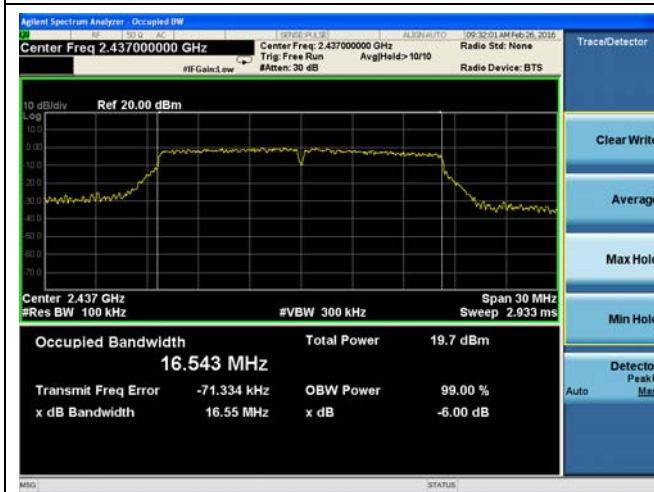 Agilent Spectrum Analyzer - Occupied BW
RF 50 Ω AC SENSE:PULSE ALIGN AUTO 09:32:01 AM Feb 26, 2016
Center Freq 2.437000000 GHz
Center Freq: 2.437000000 GHz
Radio Std: None
Trig: Free Run Avg|Hold:>10/10
#IFGain:Low #Atten: 30 dB Radio Device: BTS
Trace/Detector
10 dB/div Ref 20.00 dBm
Log
10.0
0.00
Clear Write
Average
Max Hold
Min Hold
Center 2.437 GHz Span 30 MHz
#Res BW 100 kHz #VBW 300 kHz Sweep 2.933 ms
Occupied Bandwidth Total Power 19.7 dBm
16.543 MHz
Transmit Freq Error -71.334 kHz OBW Power 99.00 %
x dB Bandwidth 16.55 MHz x dB -6.00 dB
Auto
MSG STATUS